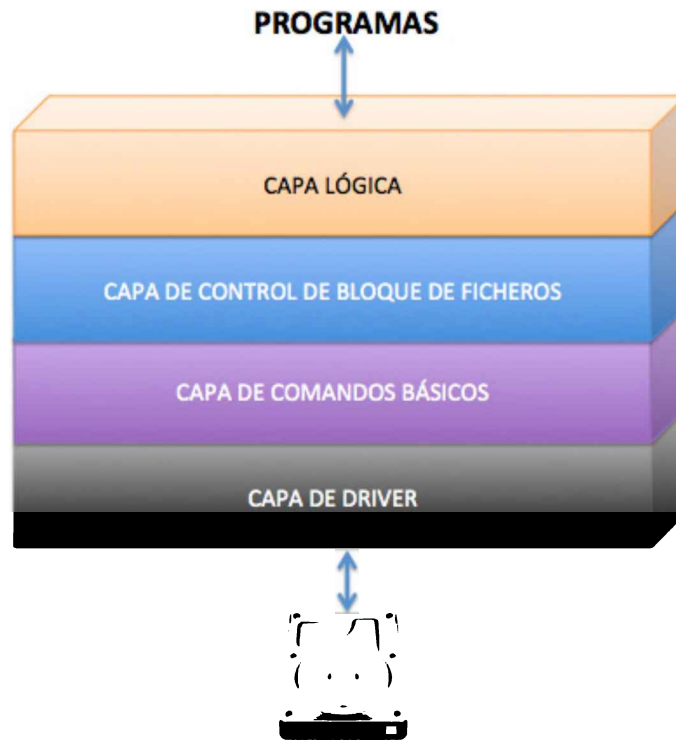 PROGRAMAS
CAPA LÓGICA
CAPA DE CONTROL DE BLOQUE DE FICHEROS
CAPA DE COMANDOS BÁSICOS
CAPA DE DRIVER